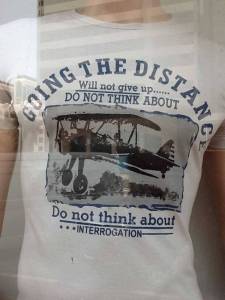 GOING THE DISTANCE
Will not give up......
DO NOT THINK ABOUT
Do not think about
...INTERROGATION